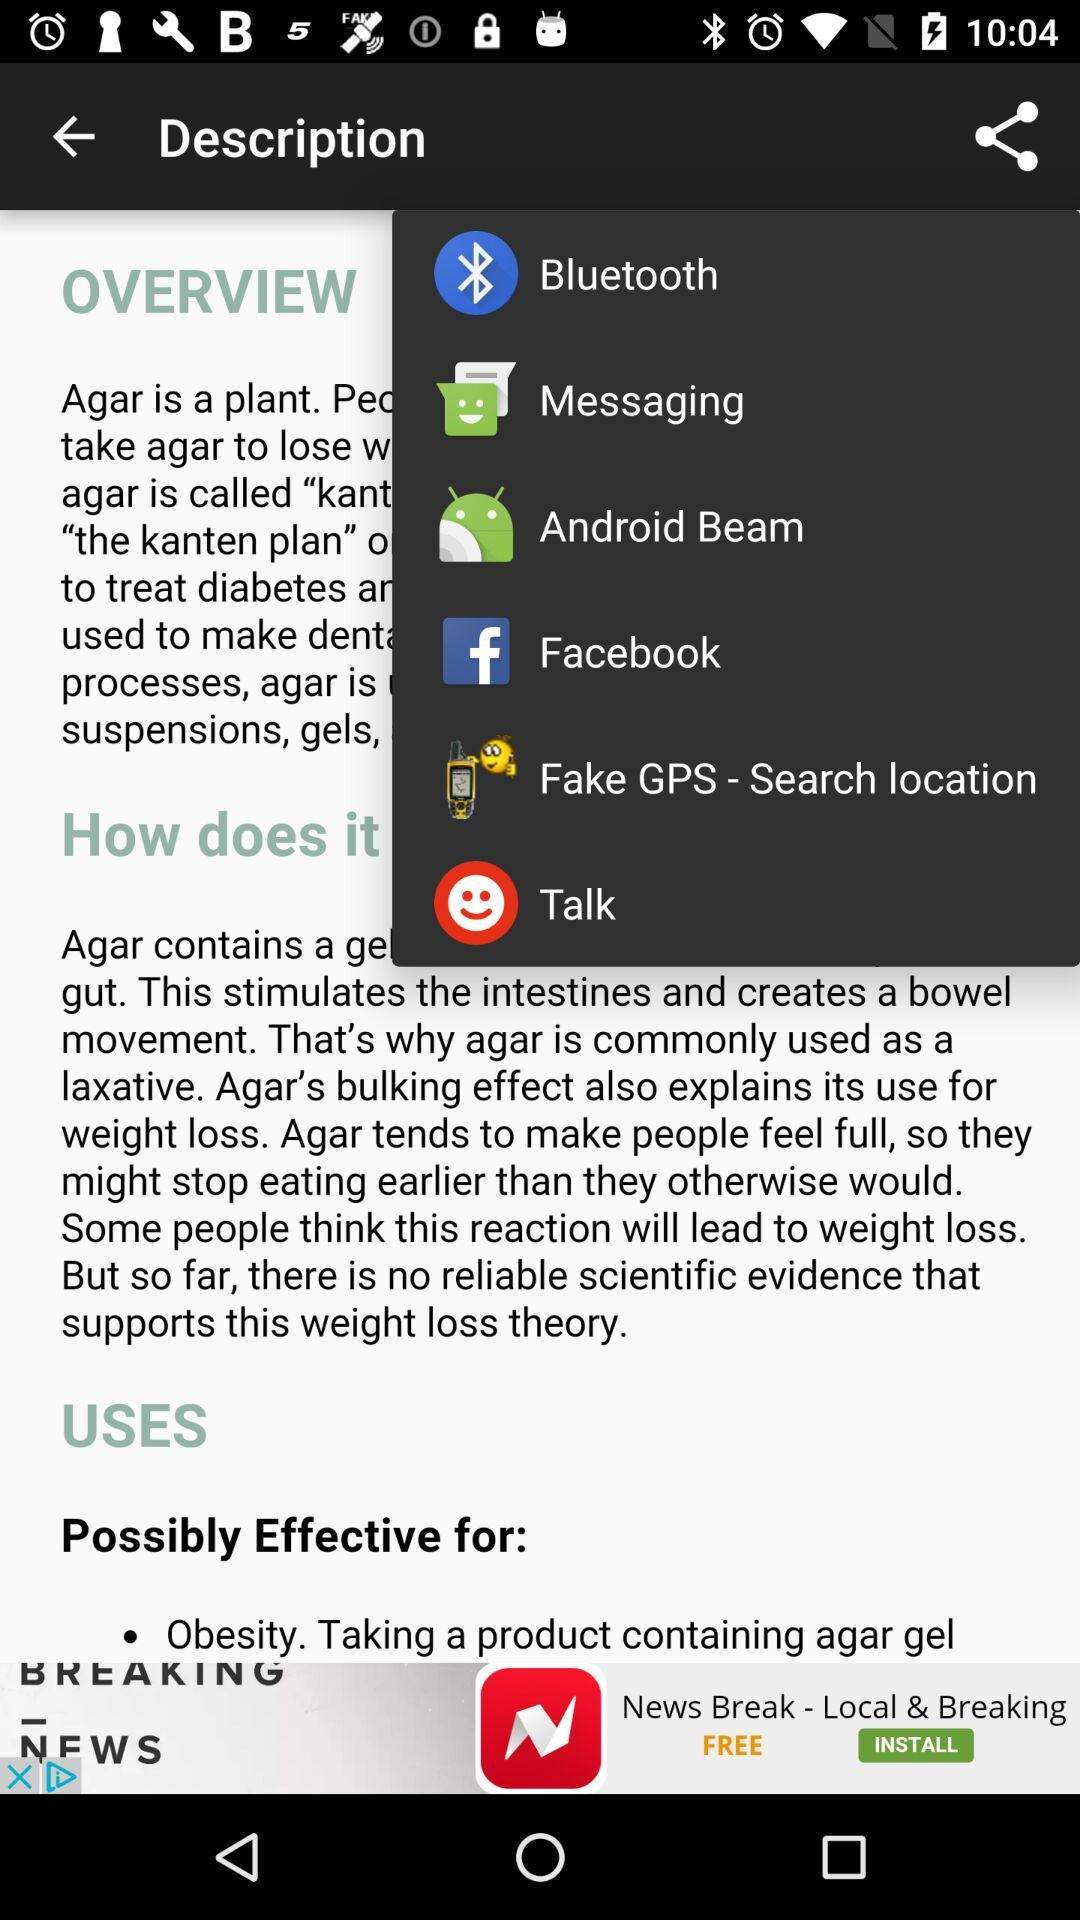 10:04
Description
Bluetooth
Messaging
Android Beam
Facebook
Fake GPS - Search location
Talk
OVERVIEW
Agar is a plant.
take agar to lose
agar is called
“the kanten plan”
to treat diabetes
used to make
processes, agar is
suspensions, gels,
How does it
Agar contains a
gut. This stimulates the intestines and creates a bowel
movement. That’s why agar is commonly used as a
laxative. Agar’s bulking effect also explains its use for
weight loss. Agar tends to make people feel full, so they
might stop eating earlier than they otherwise would.
Some people think this reaction will lead to weight loss.
But so far, there is no reliable scientific evidence that
supports this weight loss theory.
USES
Possibly Effective for:
• Obesity. Taking a product containing agar gel
BREAKING
NEWS
News Break - Local & Breaking
FREE
INSTALL